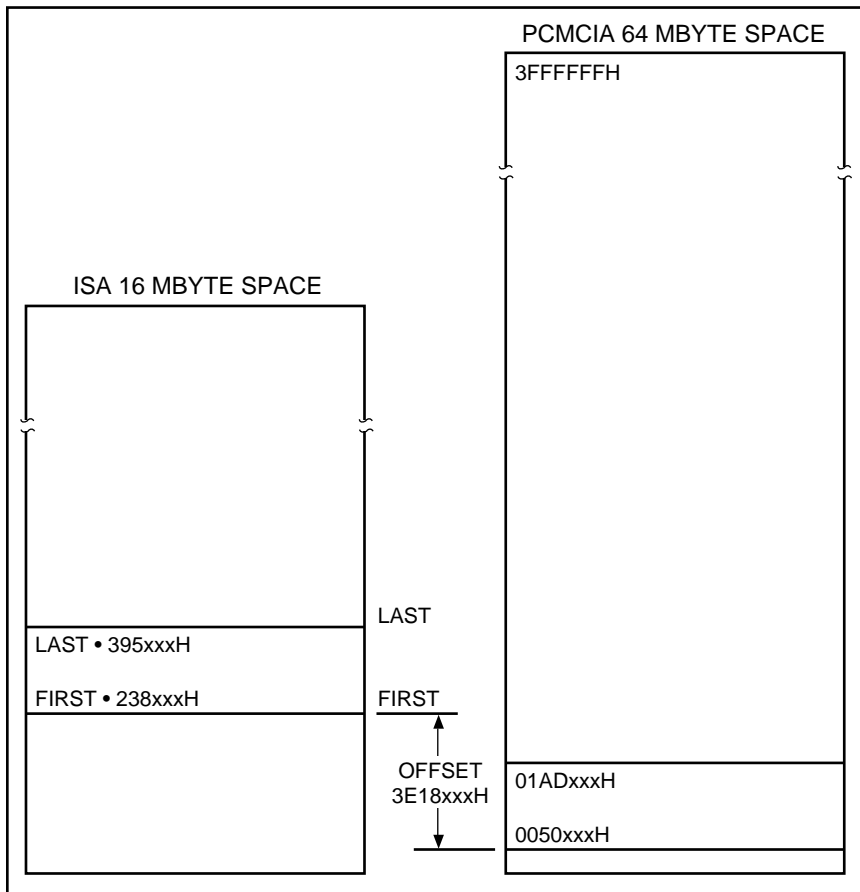 PCMCIA 64 MBYTE SPACE
3FFFFFFH
ISA 16 MBYTE SPACE
LAST
LAST • 395xxxH
FIRST • 238xxxH
FIRST
OFFSET
3E18xxxH
01ADxxxH
0050xxxH